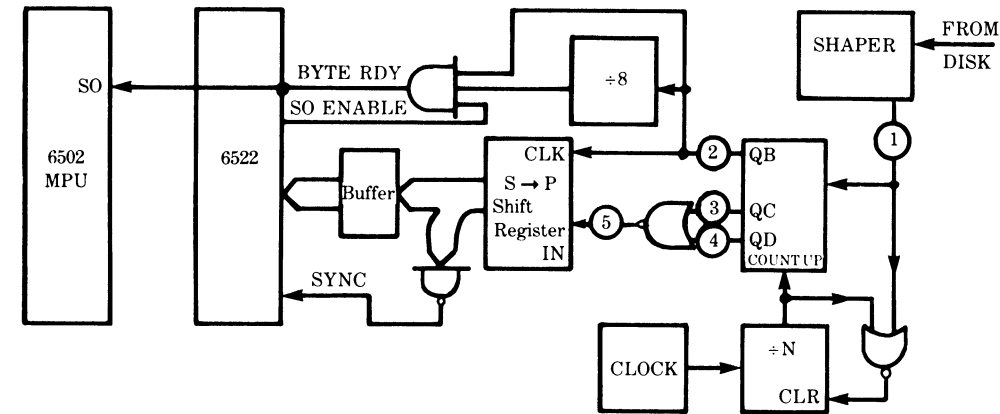 FROM
DISK
SHAPER
1
BYTE RDY
÷8
SO
SO ENABLE
6502
MPU
6522
CLK
2
QB
Buffer
S → P
Shift
Register
IN
5
3
QC
4
QD
COUNT UP
SYNC
÷N
CLOCK
CLR